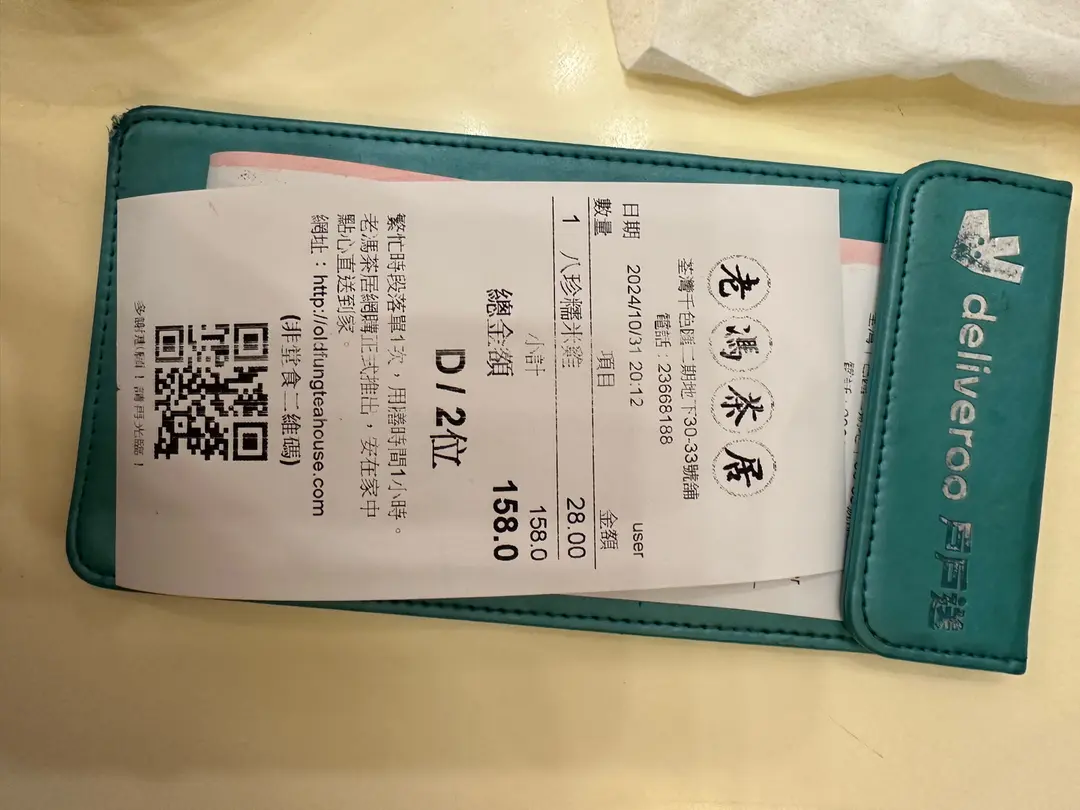 老馮茶居
荃灣千色匯二期地下30-33號舖
電話：23668188
user
日期 2024/10/31 20:12
數量 項目 金額
1 八珍糯米雞 28.00
小計 158.0
總金額 158.0
D / 2位
繁忙時段落單1次，用膳時間1小時。
老馮茶居網購正式推出，安在家中
點心直送到家。
網址：http://oldfungteahouse.com
(非堂食二維碼)
多謝惠顧！請再光臨！
deliveroo 戶戶送